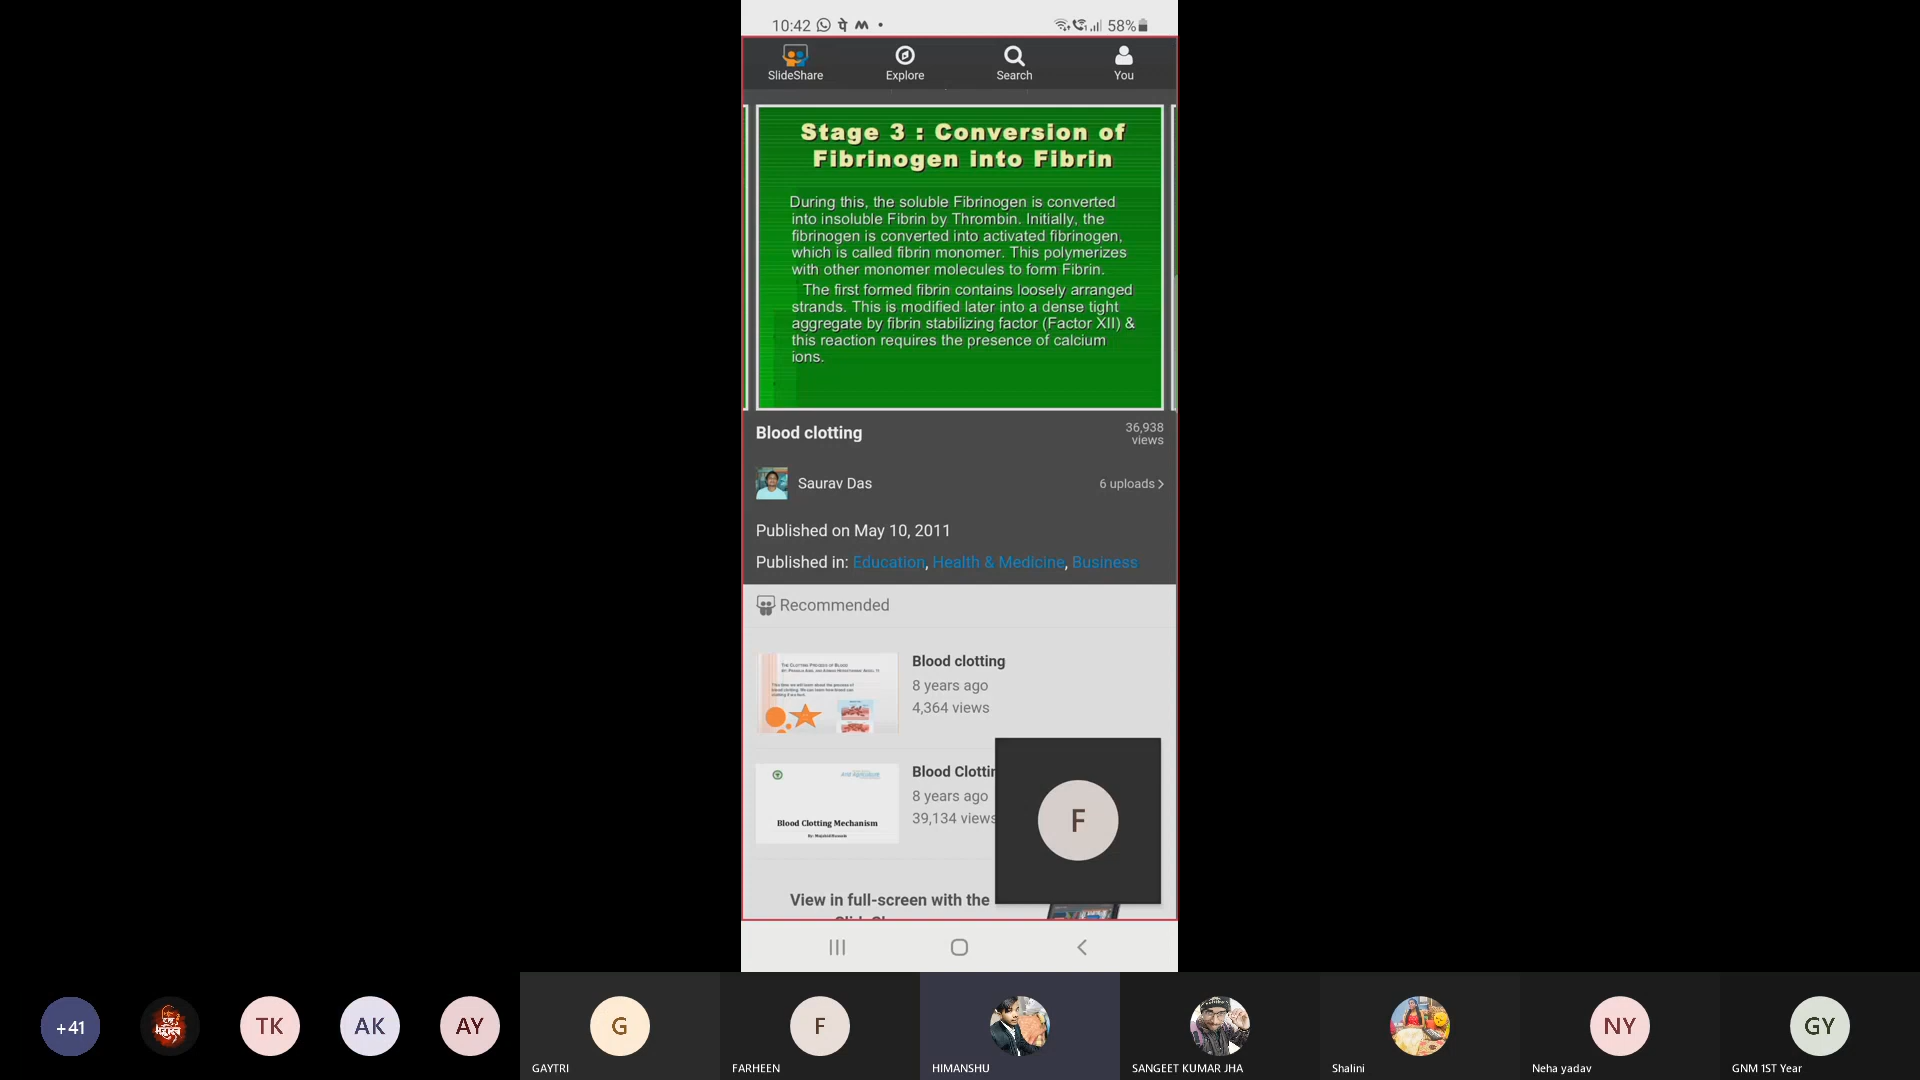 10:42
58%
SlideShare
Explore
Search
You
Stage 3 : Conversion of
Fibrinogen into Fibrin
During this, the soluble Fibrinogen is converted
into insoluble Fibrin by Thrombin. Initially, the
fibrinogen is converted into activated fibrinogen,
which is called fibrin monomer. This polymerizes
with other monomer molecules to form Fibrin.
The first formed fibrin contains loosely arranged
strands. This is modified later into a dense tight
aggregate by fibrin stabilizing factor (Factor XII) &
this reaction requires the presence of calcium
ions.
Blood clotting
36,938
views
Saurav Das
6 uploads
Published on May 10, 2011
Published in: Education, Health & Medicine, Business
Recommended
Blood clotting
8 years ago
4,364 views
Blood Clottin
8 years ago
39,134 views
Blood Clotting Mechanism
F
View in full-screen with the
+41
TK
AK
AY
G
GAYTRI
F
FARHEEN
HIMANSHU
SANGEET KUMAR JHA
Shalini
NY
Neha yadav
GY
GNM 1ST Year